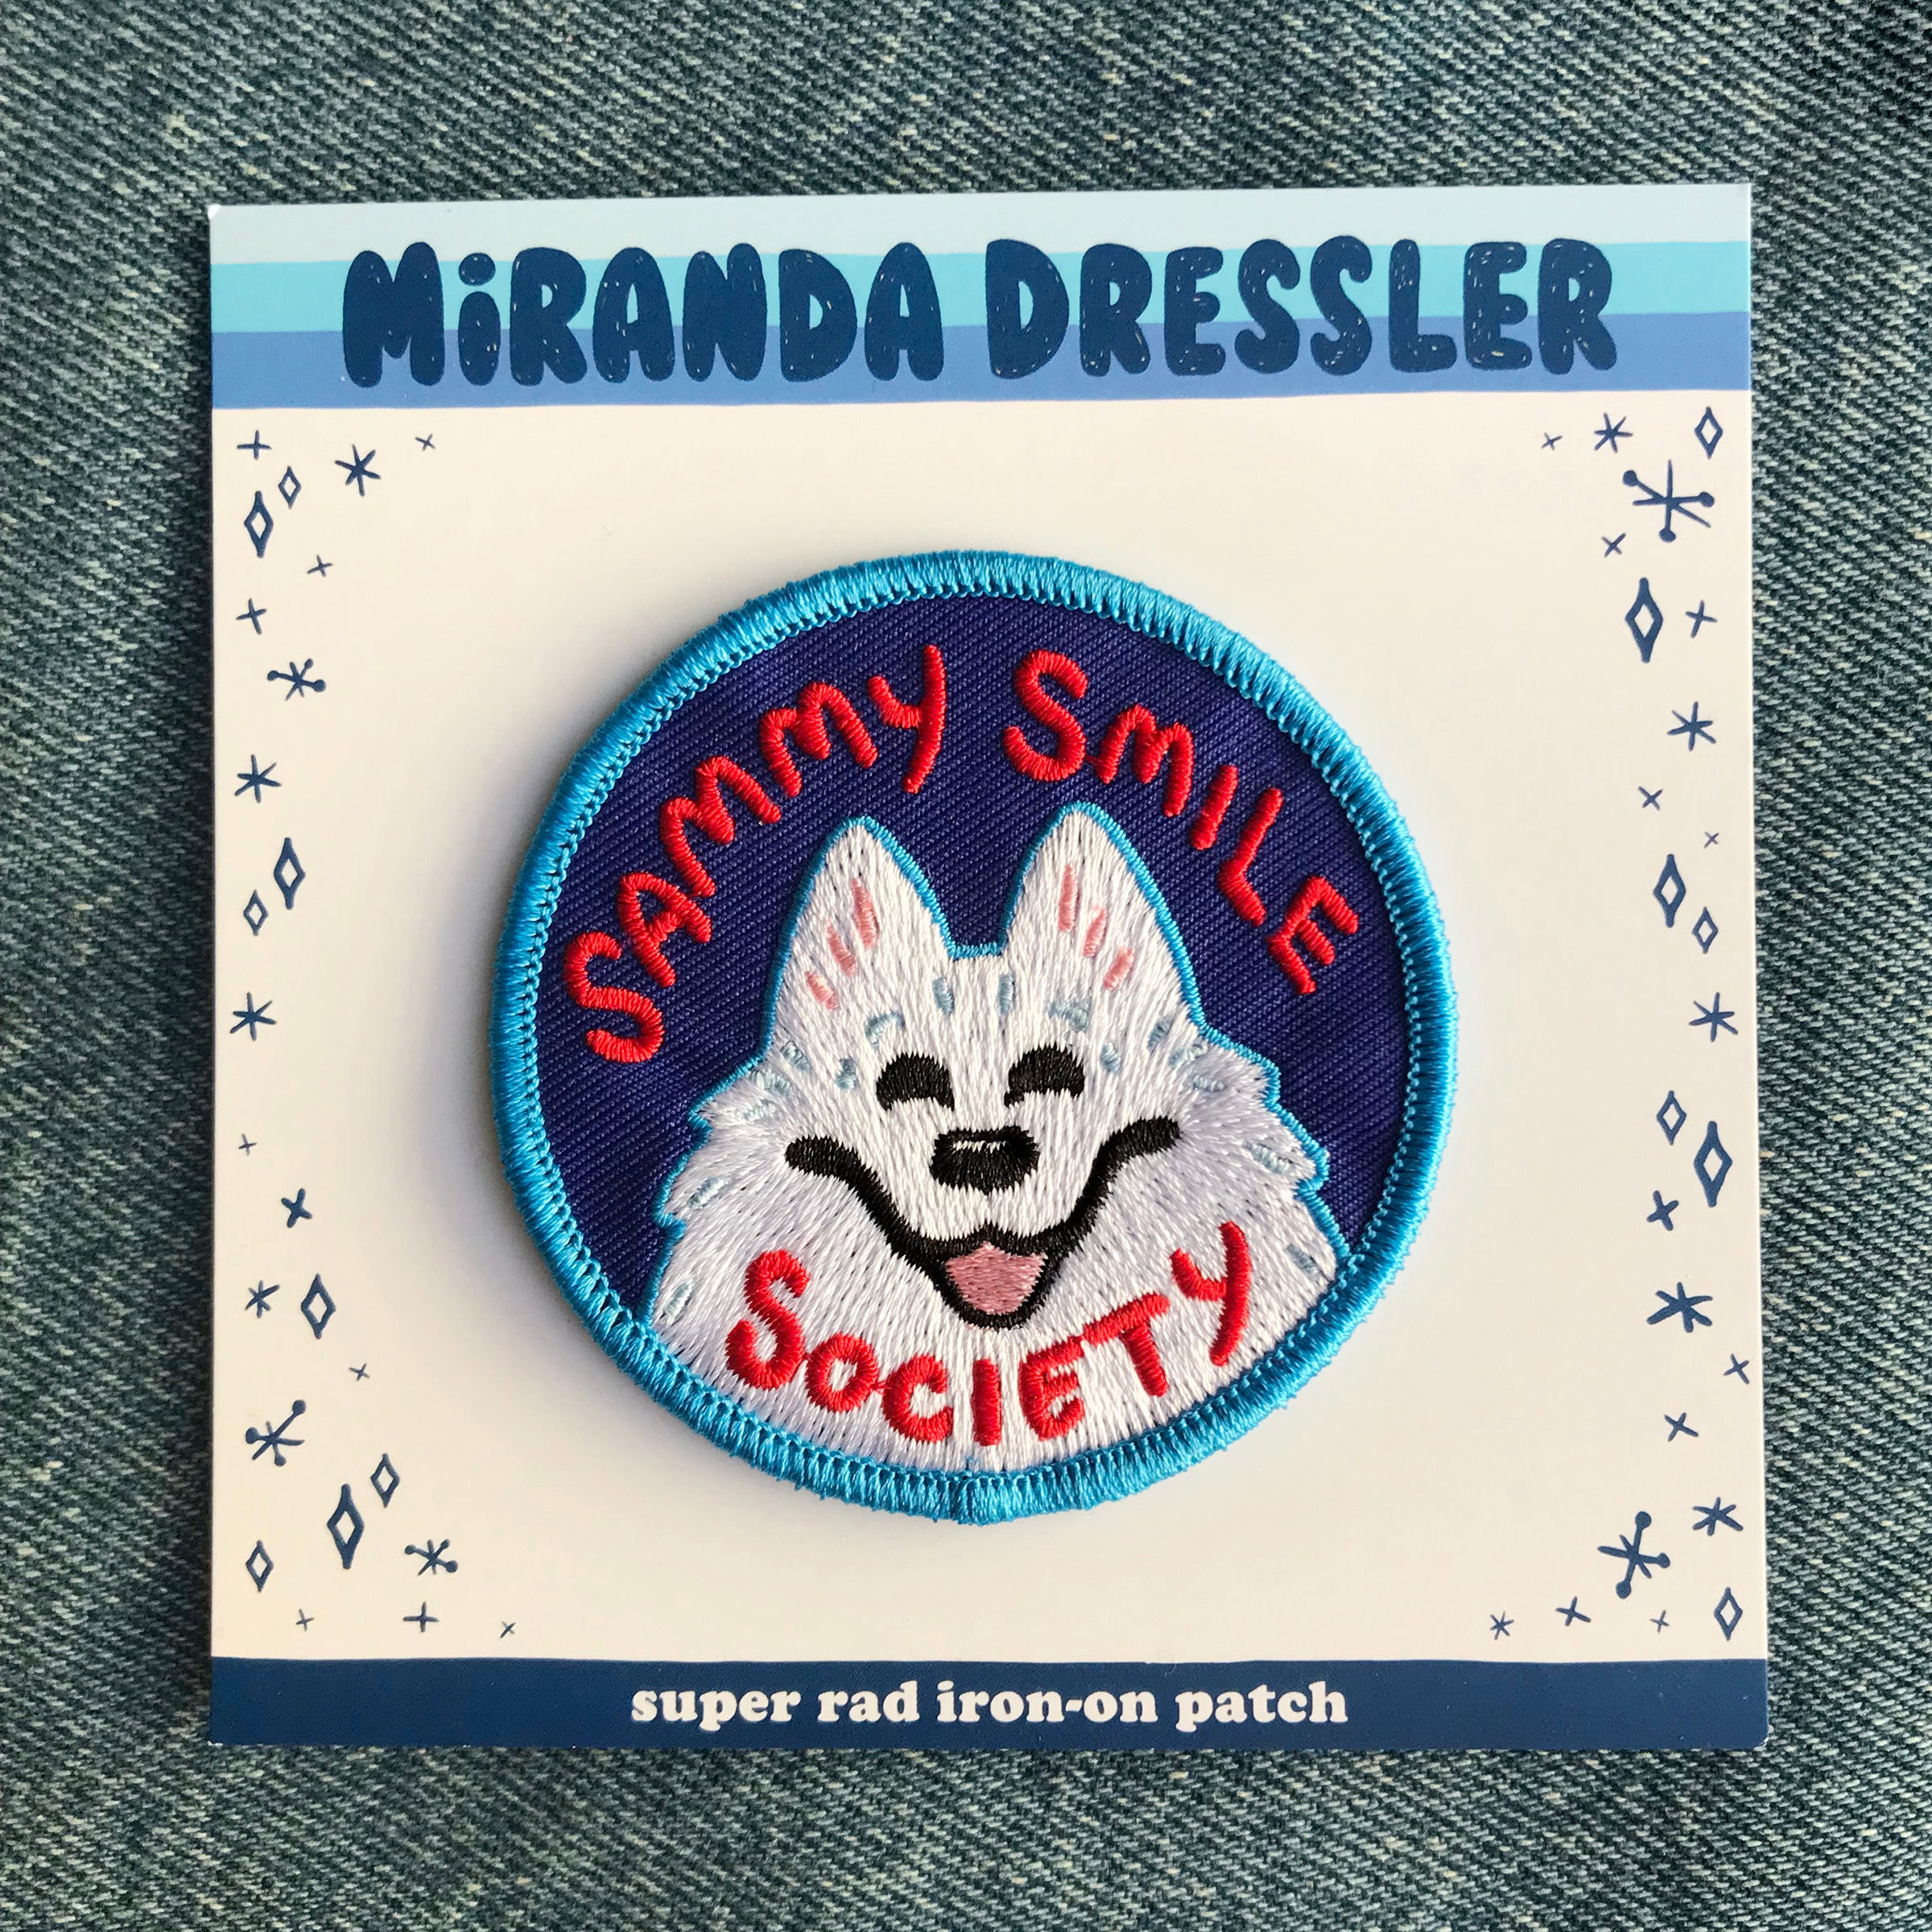 MiRANDA DRESSLER
SAMMY SMILE
SOCIETY
super rad iron-on patch